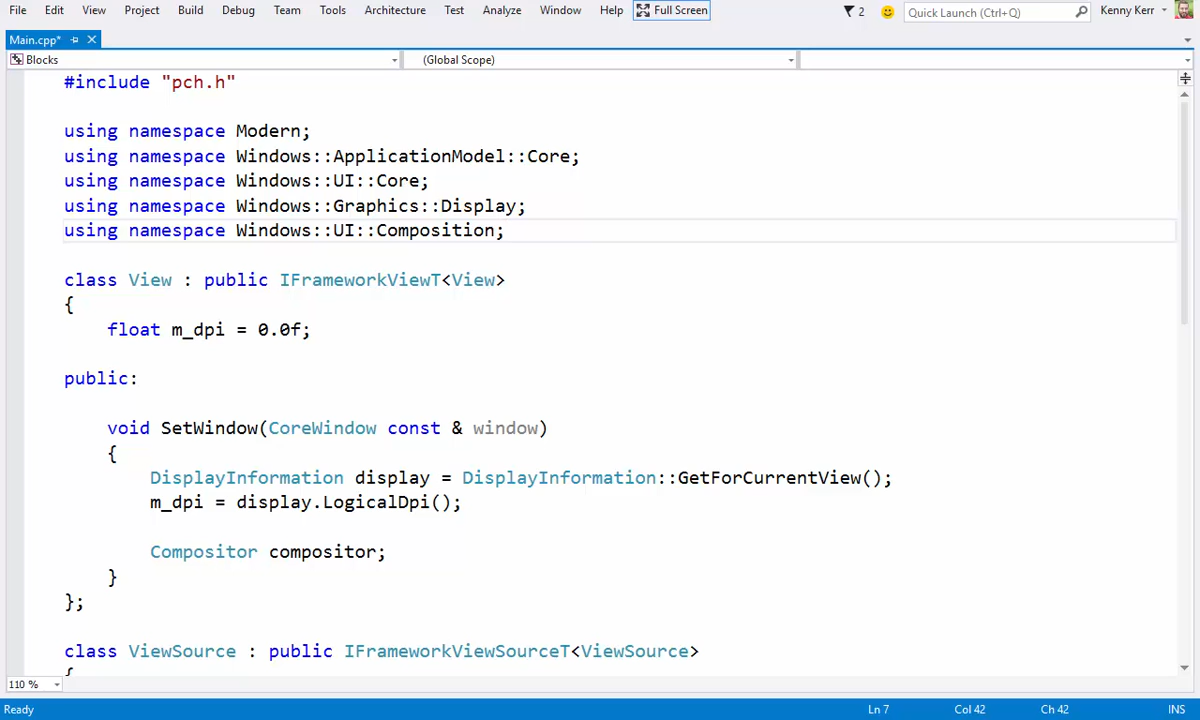 File Edit View Project Build Debug Team Tools Architecture Test Analyze Window Help Full Screen 2 Quick Launch (Ctrl+Q) Kenny Kerr
Main.cpp*
Blocks (Global Scope)
#include "pch.h"
using namespace Modern;
using namespace Windows::ApplicationModel::Core;
using namespace Windows::UI::Core;
using namespace Windows::Graphics::Display;
using namespace Windows::UI::Composition;
class View : public IFrameworkViewT<View>
{
float m_dpi = 0.0f;
public:
void SetWindow(CoreWindow const & window)
{
DisplayInformation display = DisplayInformation::GetForCurrentView();
m_dpi = display.LogicalDpi();
Compositor compositor;
}
};
class ViewSource : public IFrameworkViewSourceT<ViewSource>
{
110 %
Ready Ln 7 Col 42 Ch 42 INS